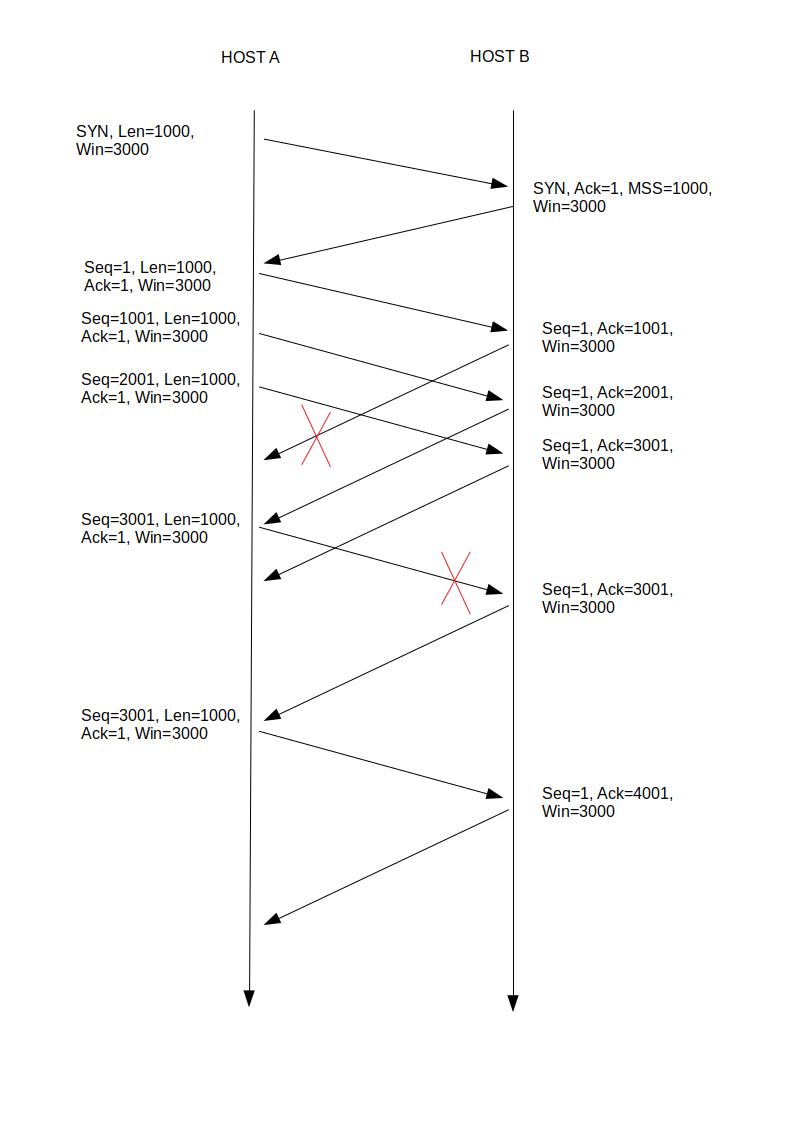 HOST A
HOST B
SYN, Len=1000,
Win=3000
SYN, Ack=1, MSS=1000,
Win=3000
Seq=1, Len=1000,
Ack=1, Win=3000
Seq=1001, Len=1000,
Ack=1, Win=3000
Seq=1, Ack=1001,
Win=3000
Seq=2001, Len=1000,
Ack=1, Win=3000
Seq=1, Ack=2001,
Win=3000
Seq=1, Ack=3001,
Win=3000
Seq=3001, Len=1000,
Ack=1, Win=3000
Seq=1, Ack=3001,
Win=3000
Seq=3001, Len=1000,
Ack=1, Win=3000
Seq=1, Ack=4001,
Win=3000